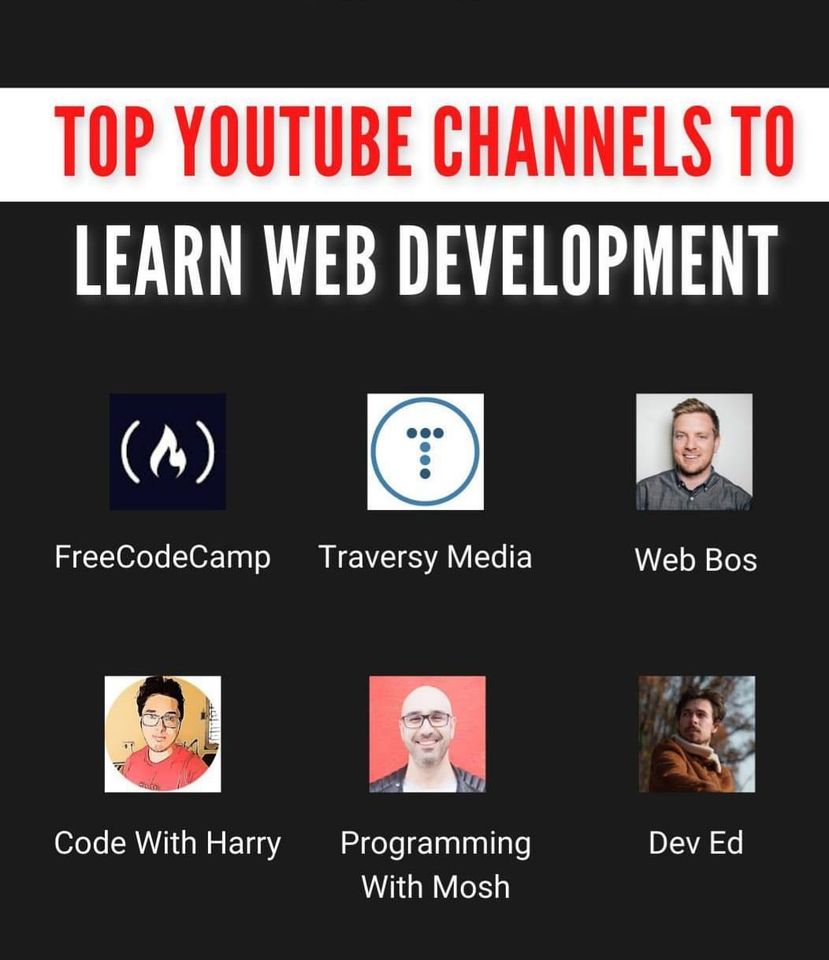 TOP YOUTUBE CHANNELS TO
LEARN WEB DEVELOPMENT
FreeCodeCamp
Traversy Media
Web Bos
Code With Harry
Programming
With Mosh
Dev Ed